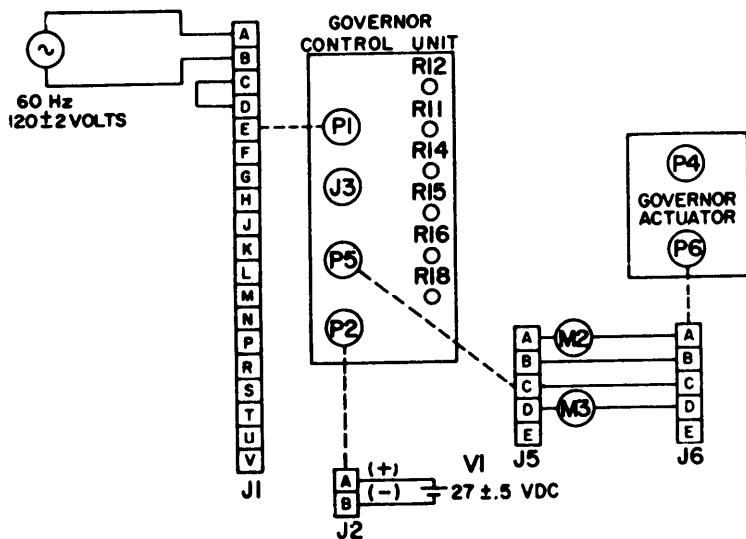 GOVERNOR
CONTROL UNIT
60 Hz
120±2 VOLTS
A
B
C
D
E
F
G
H
J
K
L
M
N
P
R
S
T
U
V
J1
P1
J3
P5
P2
R12
R11
R14
R15
R16
R18
P4
GOVERNOR
ACTUATOR
P6
A
B
C
D
E
J5
M2
M3
A
B
C
D
E
J6
A
B
J2
(+)
(-)
V1
27 ±.5 VDC